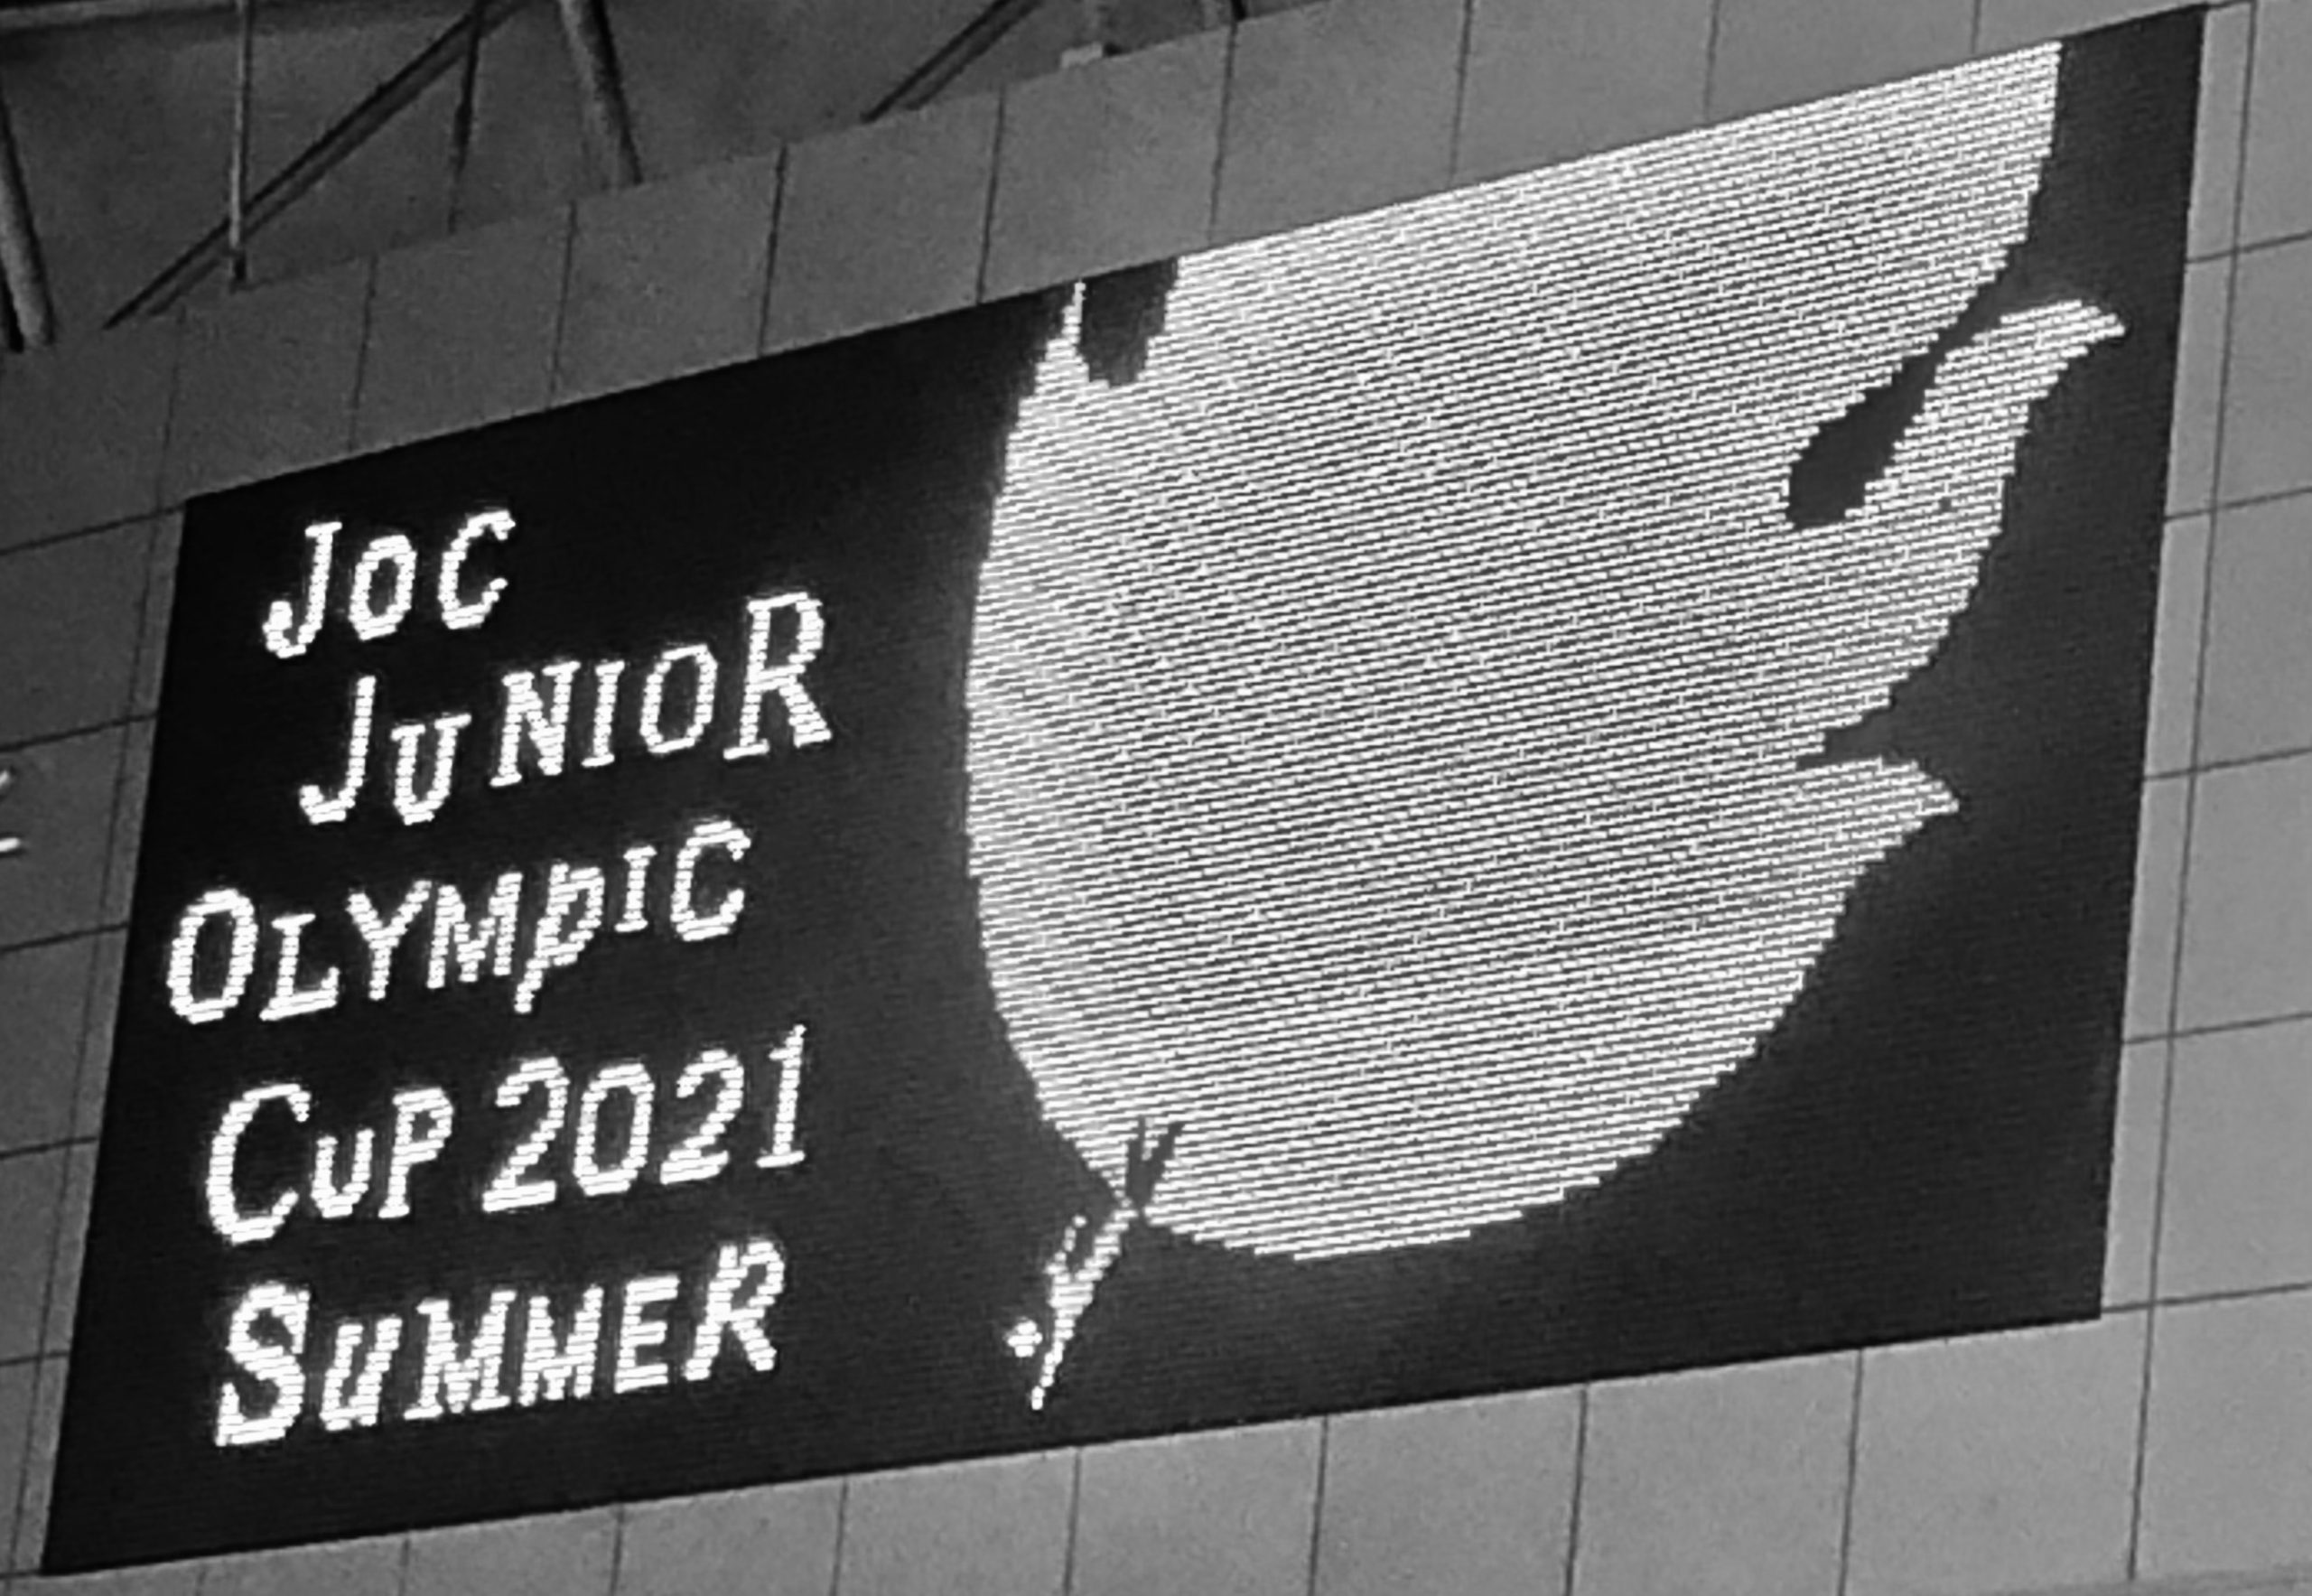 JoC
JuNIOR
OLYMpIC
CuP 2021
SuMMER